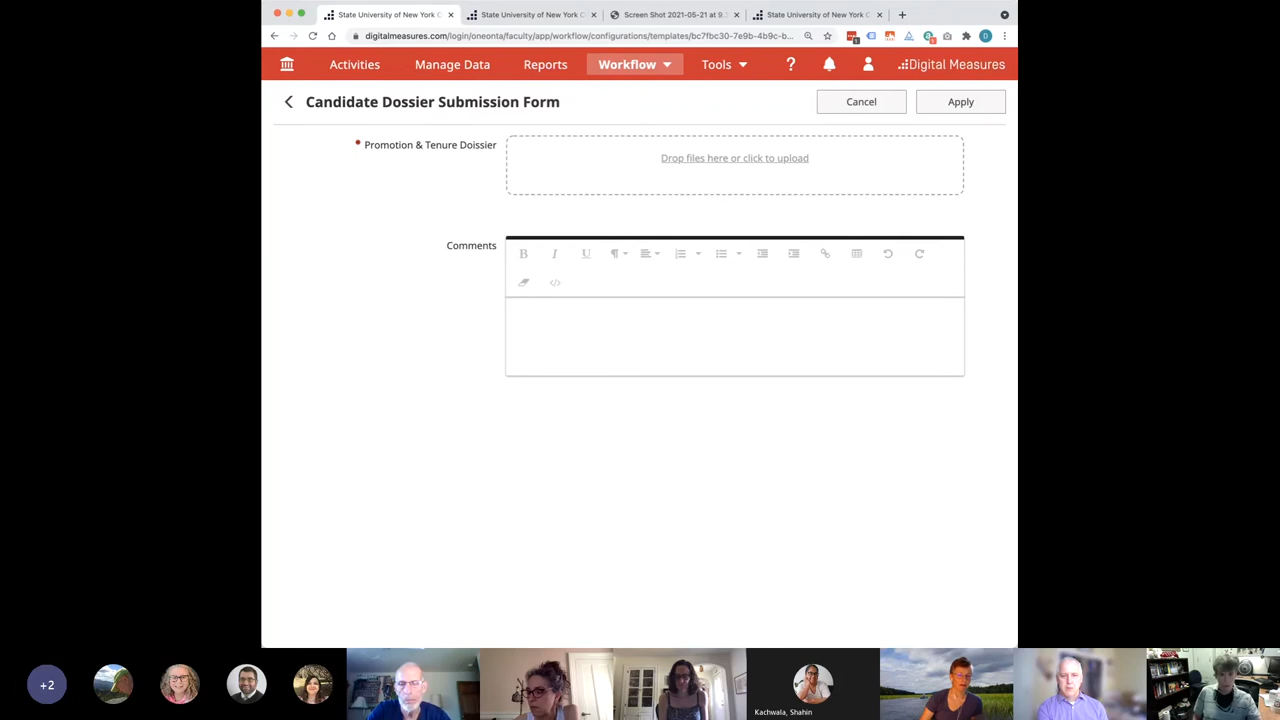 State University of New York C
State University of New York C
Screen Shot 2021-05-21 at 9.
State University of New York C
digitalmeasures.com/login/oneonta/faculty/app/workflow/configurations/templates/bc7fbc30-7e9b-4b9c-b...
Activities
Manage Data
Reports
Workflow
Tools
?
Digital Measures
Candidate Dossier Submission Form
Cancel
Apply
Promotion & Tenure Doissier
Drop files here or click to upload
Comments
B I U
+2
Kachwala, Shahin